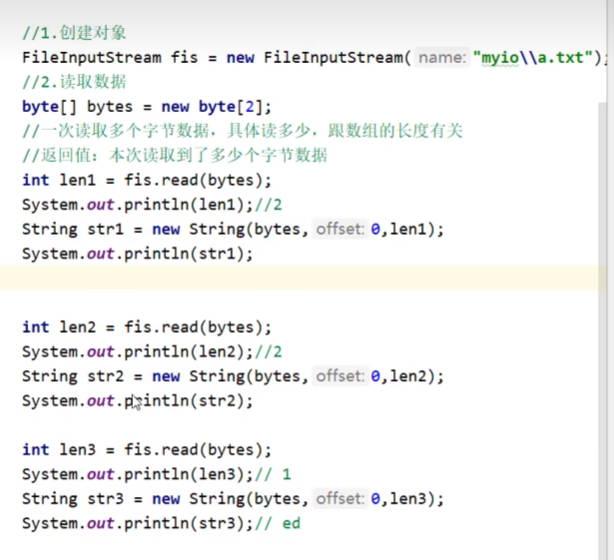 //1.创建对象
FileInputStream fis = new FileInputStream( name: "myio\\a.txt");
//2.读取数据
byte[] bytes = new byte[2];
//一次读取多个字节数据，具体读多少，跟数组的长度有关
//返回值：本次读取到了多少个字节数据
int len1 = fis.read(bytes);
System.out.println(len1);//2
String str1 = new String(bytes, offset: 0,len1);
System.out.println(str1);
int len2 = fis.read(bytes);
System.out.println(len2);//2
String str2 = new String(bytes, offset: 0,len2);
System.out.println(str2);
int len3 = fis.read(bytes);
System.out.println(len3);// 1
String str3 = new String(bytes, offset: 0,len3);
System.out.println(str3);// ed